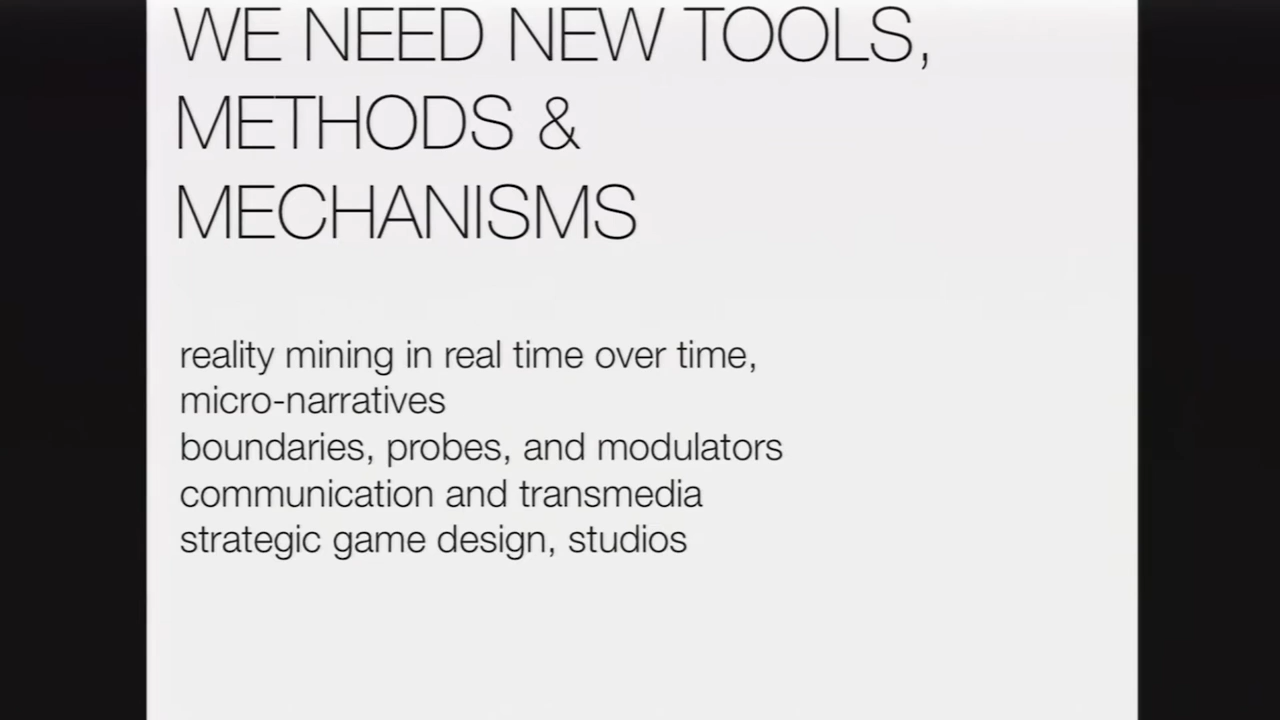 WE NEED NEW TOOLS,
METHODS &
MECHANISMS
reality mining in real time over time,
micro-narratives
boundaries, probes, and modulators
communication and transmedia
strategic game design, studios